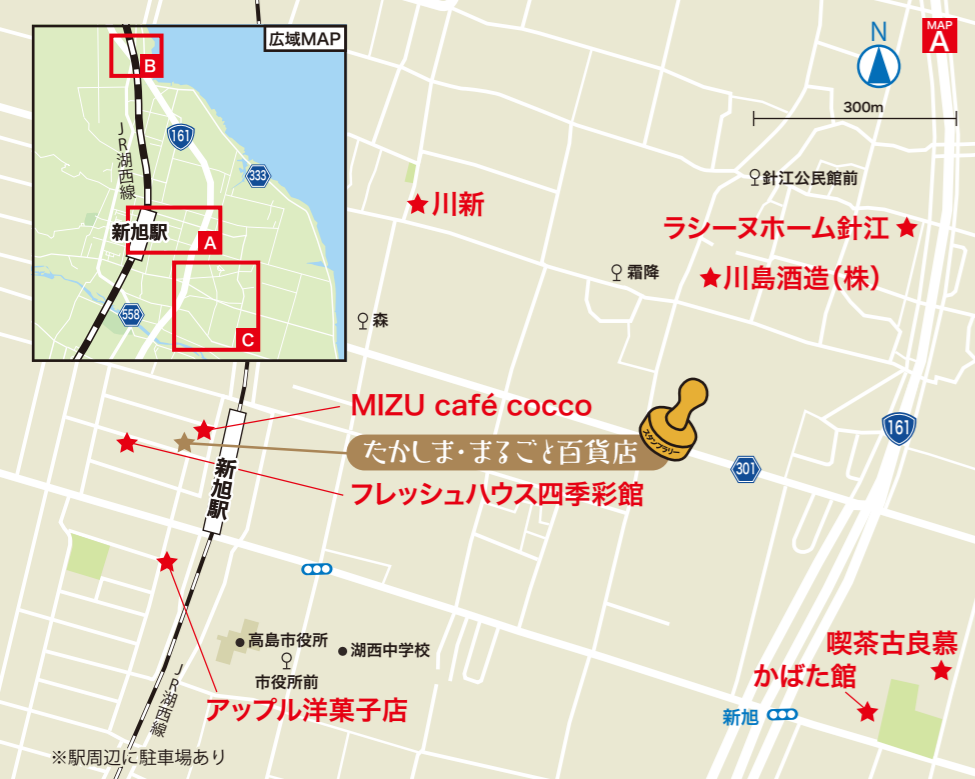 広域MAP
B
161
JR湖西線
333
新旭駅
A
558
C
N
MAP
A
300m
針江公民館前
川新
ラシーヌホーム針江
霜降
川島酒造(株)
森
MIZU café cocco
たかしま・まるごと百貨店
スタンプラリー
161
301
フレッシュハウス四季彩館
新旭駅
高島市役所
湖西中学校
市役所前
喫茶古良慕
かばた館
JR湖西線
アップル洋菓子店
新旭
※駅周辺に駐車場あり